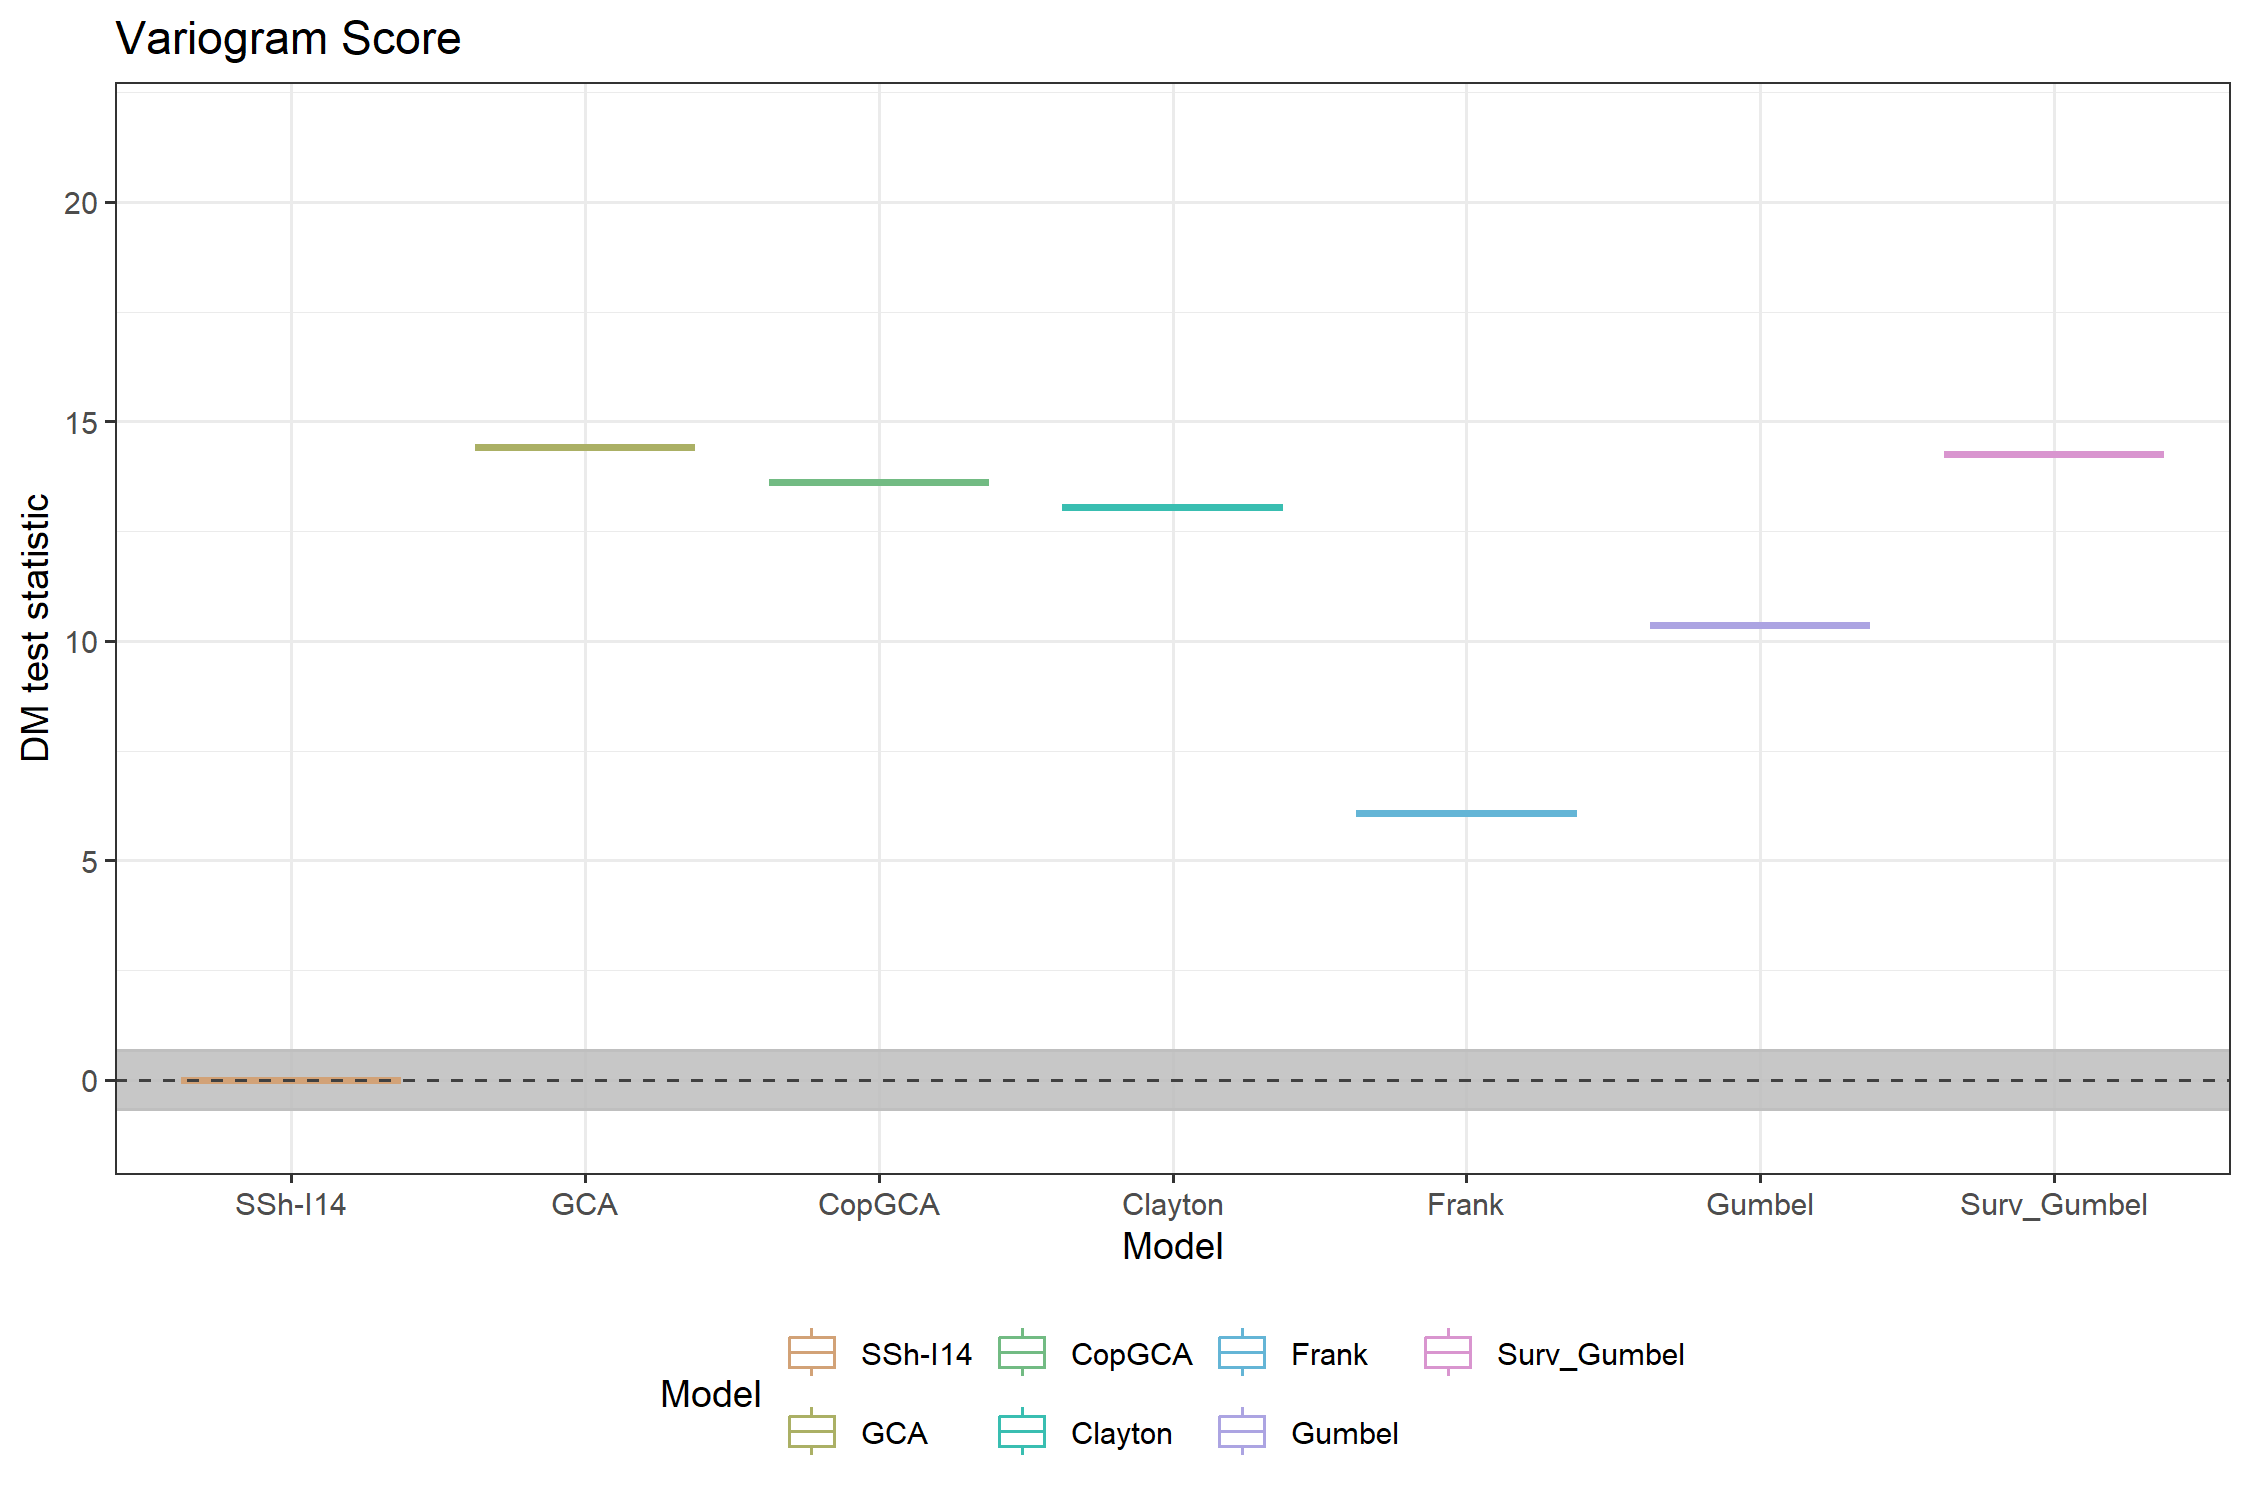 Variogram Score
DM test statistic
20
15
10
5
0
SSh-I14 GCA CopGCA Clayton Frank Gumbel Surv_Gumbel
Model
Model
SSh-I14 CopGCA Frank Surv_Gumbel
GCA Clayton Gumbel